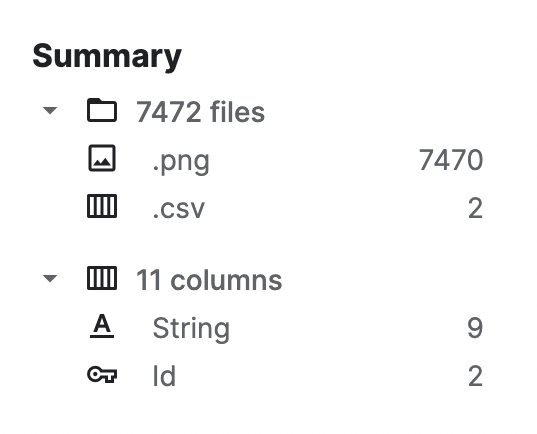 Summary
7472 files
.png 7470
.csv 2
11 columns
String 9
Id 2